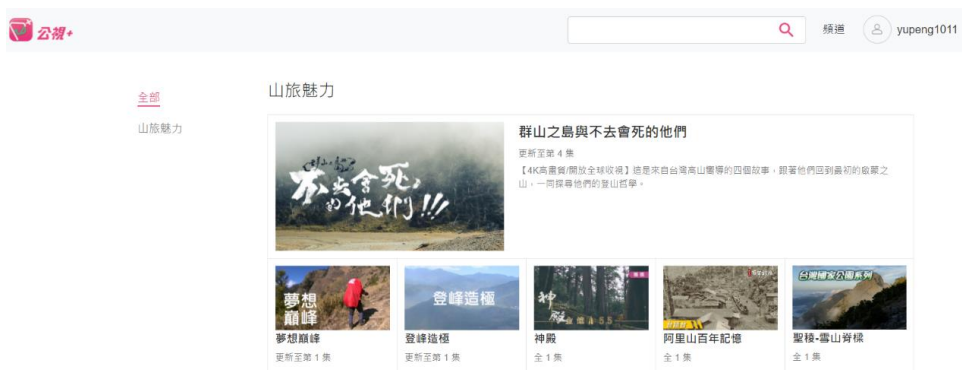 公視+
頻道
yupeng1011
全部
山旅魅力
山旅魅力
群山之島與不去會死的他們
更新至第 4 集
【4K高畫質/開放全球收視】這是來自台灣高山嚮導的四個故事，跟著他們回到最初的啟蒙之
山，一同探尋他們的登山哲學。
群山之島
不去會死
的他們!!!
夢想
巔峰
夢想巔峰
更新至第 1 集
登峰造極
登峰造極
更新至第 1 集
神
殿
神殿
全 1 集
阿里山百年記憶
全 1 集
台灣國家公園系列
聖稜-雪山脊樑
全 1 集